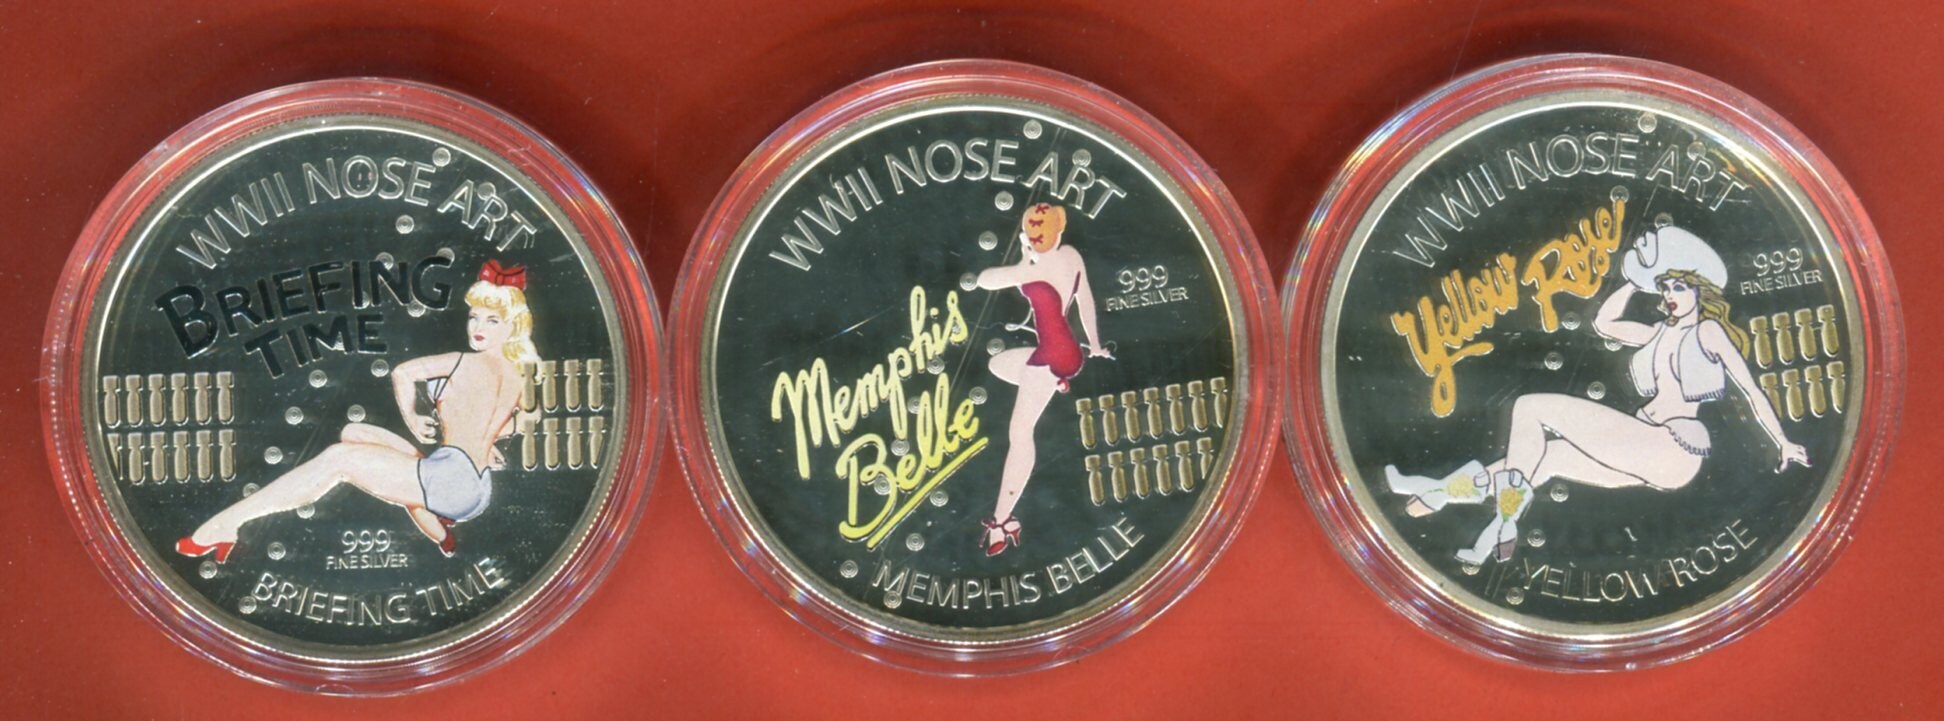 WWII NOSE ART
BRIEFING
TIME
999
FINE SILVER
BRIEFING TIME
WWII NOSE ART
999
FINE SILVER
Memphis
Belle
MEMPHIS BELLE
WWII NOSE ART
Yellow Rose
999
FINE SILVER
YELLOW ROSE